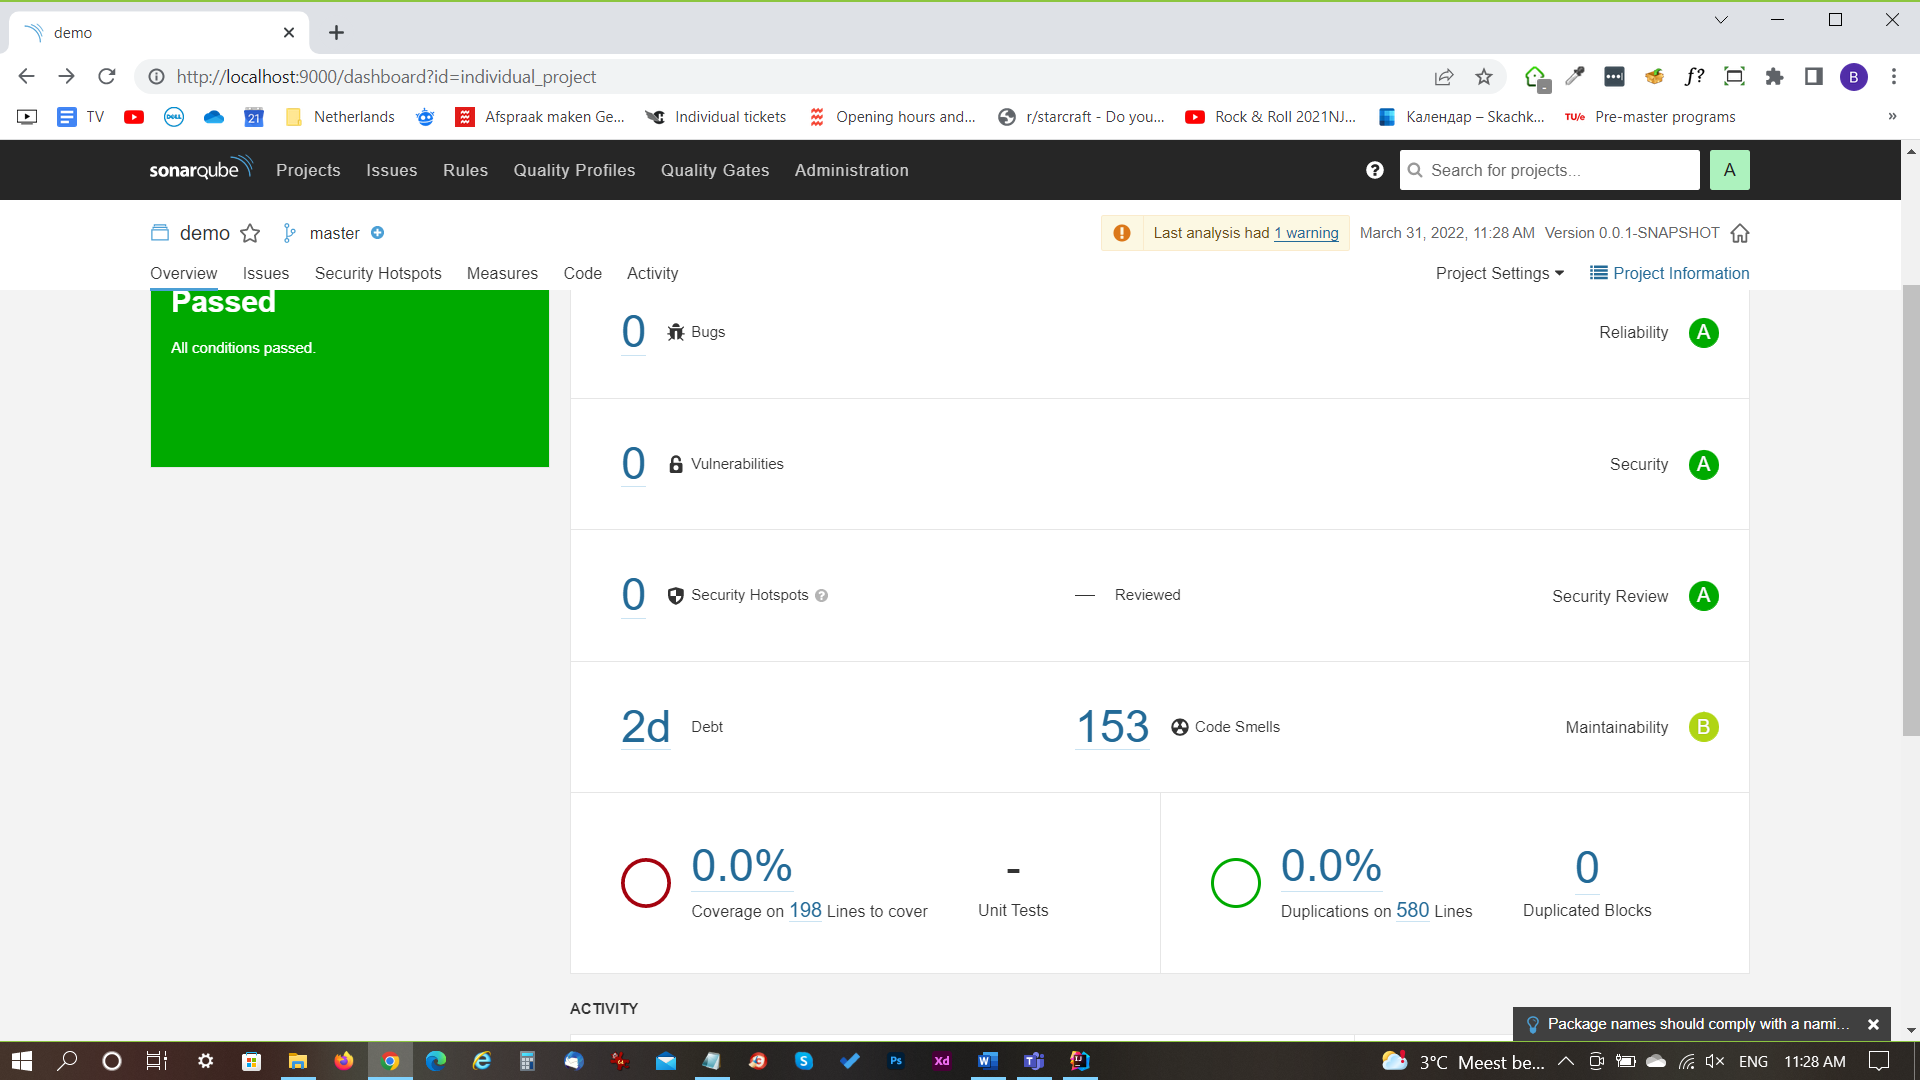 demo
http://localhost:9000/dashboard?id=individual_project
f?
B
TV
DELL
21
Netherlands
Afspraak maken Ge...
Individual tickets
Opening hours and...
r/starcraft - Do you...
Rock & Roll 2021NJ...
Календар – Skachk...
TU/e
Pre-master programs
»
sonarqube
Projects
Issues
Rules
Quality Profiles
Quality Gates
Administration
Search for projects...
A
demo
master
Last analysis had 1 warning
March 31, 2022, 11:28 AM
Version 0.0.1-SNAPSHOT
Overview
Issues
Security Hotspots
Measures
Code
Activity
Project Settings
Project Information
Passed
All conditions passed.
0
Bugs
Reliability
A
0
Vulnerabilities
Security
A
0
Security Hotspots
?
— Reviewed
Security Review
A
2d
Debt
153
Code Smells
Maintainability
B
0.0%
Coverage on 198 Lines to cover
-
Unit Tests
0.0%
Duplications on 580 Lines
0
Duplicated Blocks
ACTIVITY
Package names should comply with a nami...
Ps
Xd
3°C
Meest be...
ENG
11:28 AM